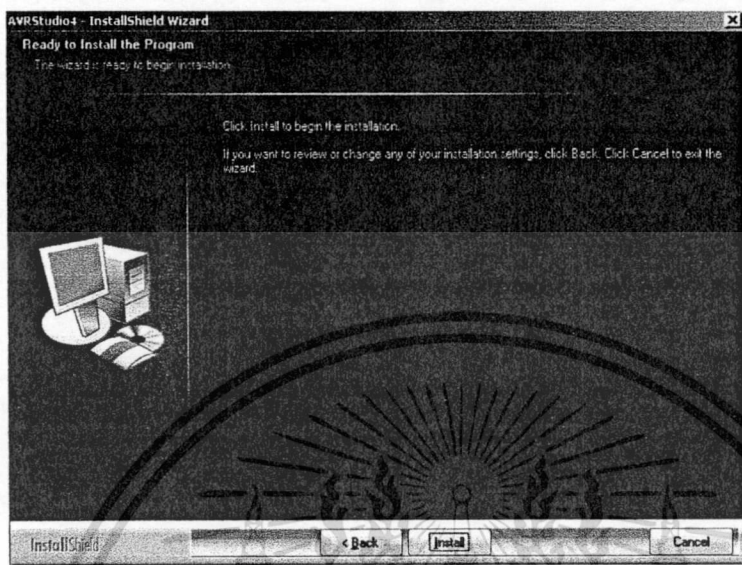 AVRStudio4 - InstallShield Wizard
Ready to Install the Program
The wizard is ready to begin installation.
Click Install to begin the installation.
If you want to review or change any of your installation settings, click Back. Click Cancel to exit the
wizard.
InstallShield
< Back
Install
Cancel